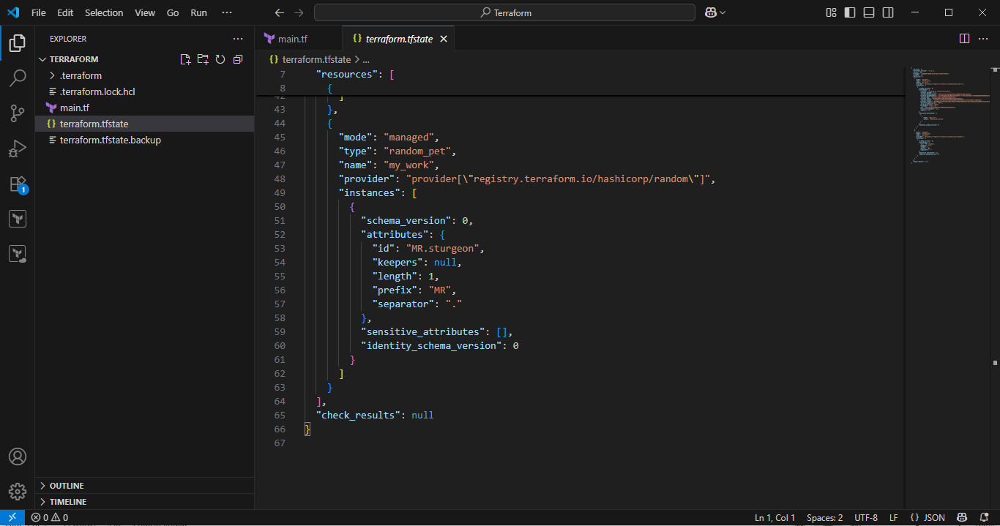 File Edit Selection View Go Run ··· Terraform
EXPLORER ···
main.tf
{} terraform.tfstate
TERRAFORM
{} terraform.tfstate > ...
.terraform
.terraform.lock.hcl
main.tf
{} terraform.tfstate
terraform.tfstate.backup
1
OUTLINE
TIMELINE
7 "resources": [
8 {
42 ]
43 },
44 {
45 "mode": "managed",
46 "type": "random_pet",
47 "name": "my_work",
48 "provider": "provider[\"registry.terraform.io/hashicorp/random\"]",
49 "instances": [
50 {
51 "schema_version": 0,
52 "attributes": {
53 "id": "MR.sturgeon",
54 "keepers": null,
55 "length": 1,
56 "prefix": "MR",
57 "separator": "."
58 },
59 "sensitive_attributes": [],
60 "identity_schema_version": 0
61 }
62 ]
63 }
64 ],
65 "check_results": null
66 }
67
0 0 Ln 1, Col 1 Spaces: 2 UTF-8 LF {} JSON